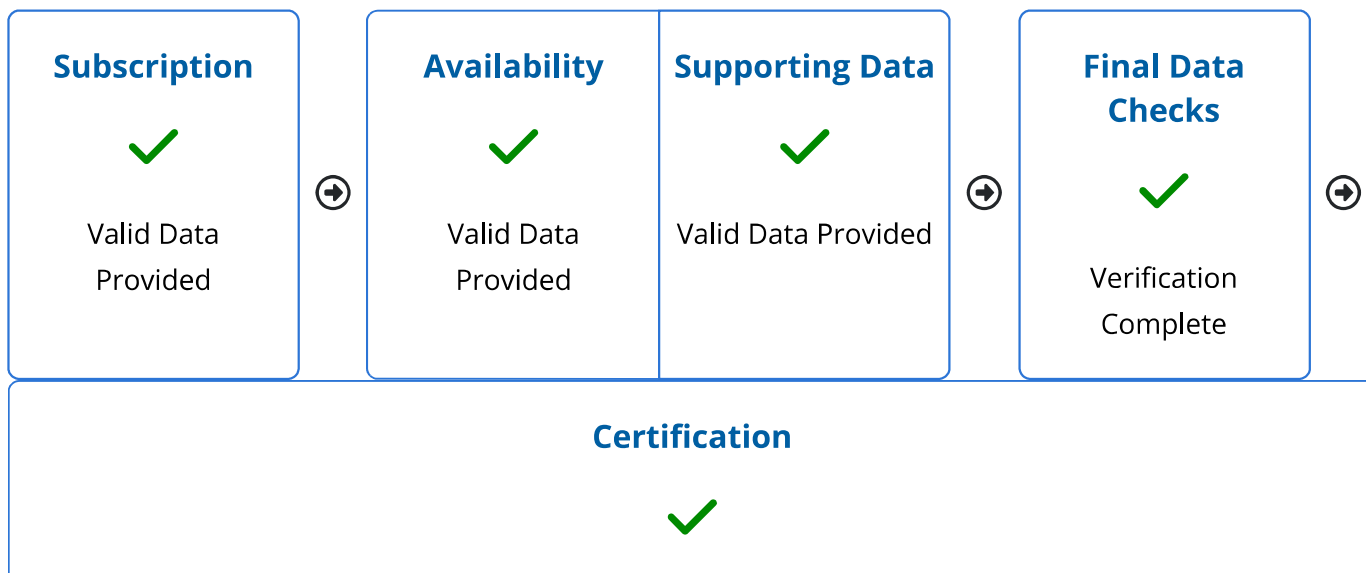 Subscription
Valid Data
Provided
Availability
Valid Data
Provided
Supporting Data
Valid Data Provided
Final Data
Checks
Verification
Complete
Certification